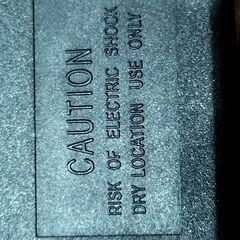 CAUTION
RISK OF ELECTRIC SHOCK
DRY LOCATION USE ONLY